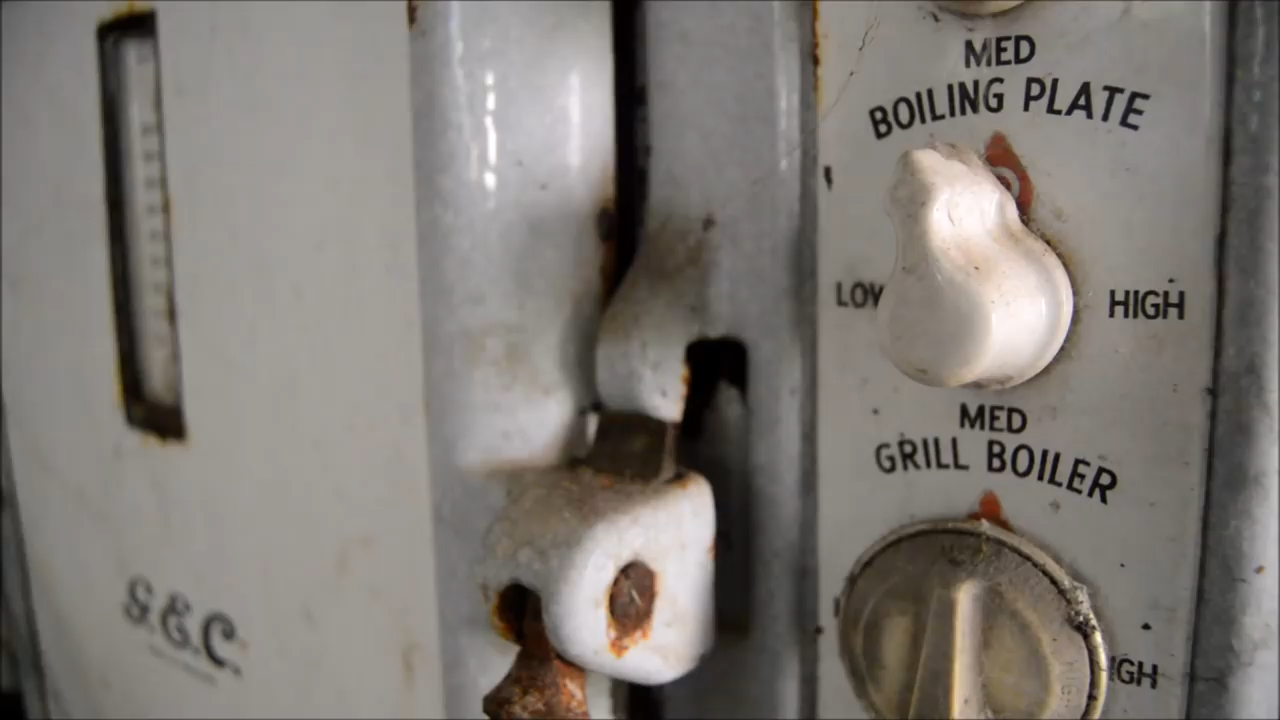 MED
BOILING PLATE
LOW
HIGH
MED
GRILL BOILER
G.E.C.